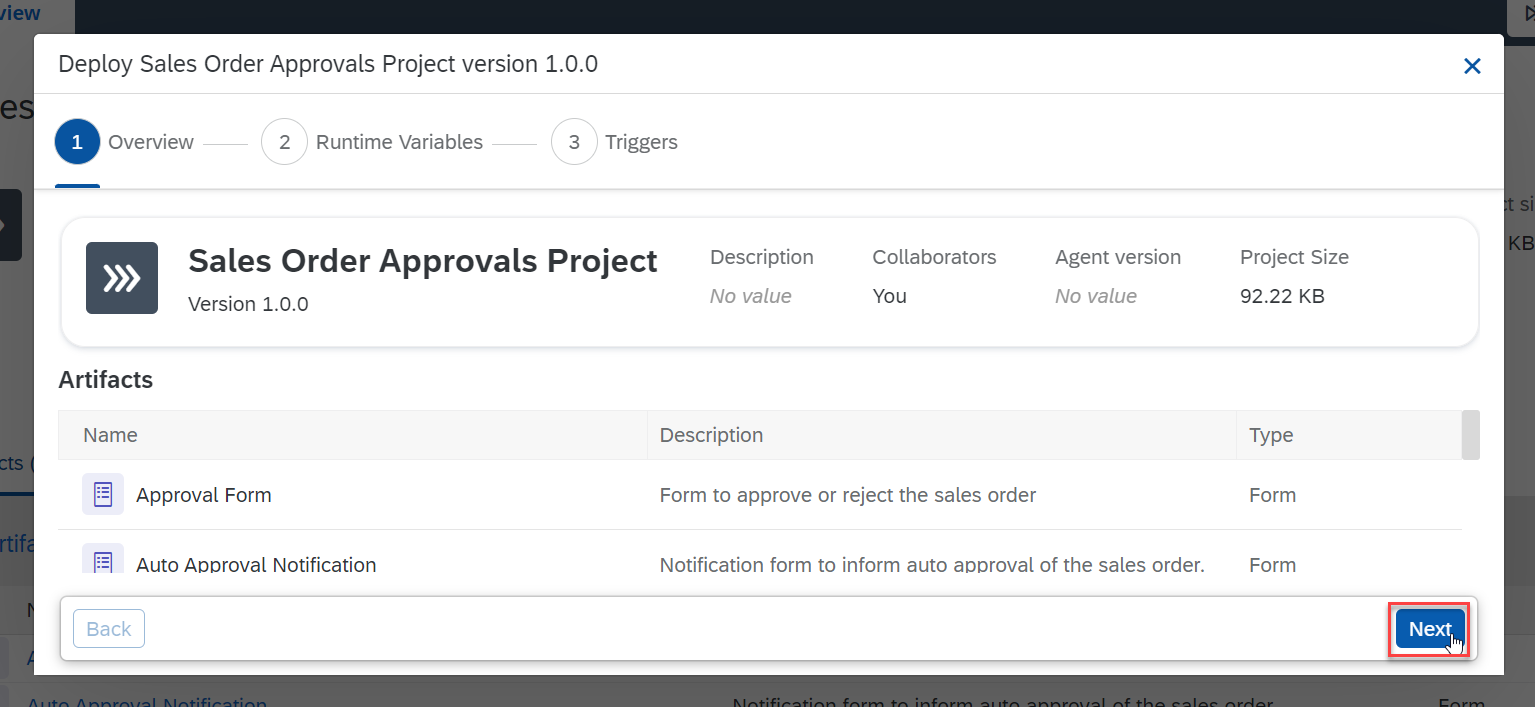 view
Deploy Sales Order Approvals Project version 1.0.0
es
1 Overview 2 Runtime Variables 3 Triggers
Sales Order Approvals Project
Version 1.0.0
Description Collaborators Agent version Project Size
No value You No value 92.22 KB
KB
Artifacts
Name Description Type
Approval Form Form to approve or reject the sales order Form
Auto Approval Notification Notification form to inform auto approval of the sales order. Form
Back Next
Auto Approval Notification Notification form to inform auto approval of the sales order Form